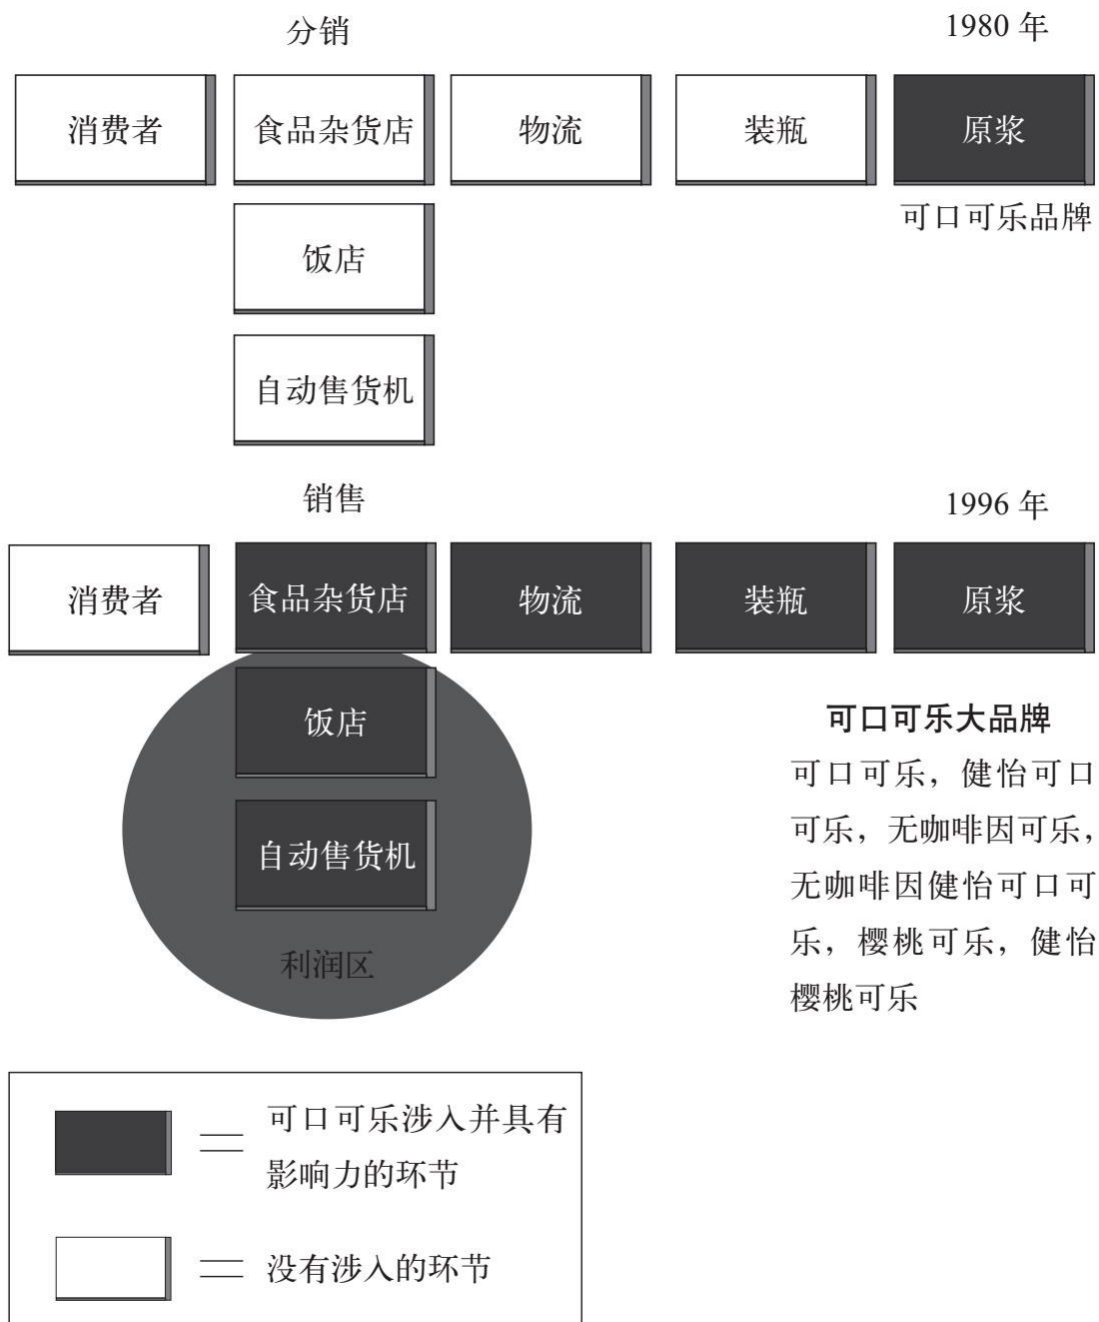 分销
1980 年
消费者
食品杂货店
物流
装瓶
原浆
可口可乐品牌
饭店
自动售货机
销售
1996 年
消费者
食品杂货店
物流
装瓶
原浆
饭店
自动售货机
利润区
可口可乐大品牌
可口可乐，健怡可口
可乐，无咖啡因可乐，
无咖啡因健怡可口可
乐，樱桃可乐，健怡
樱桃可乐
可口可乐涉入并具有
影响力的环节
没有涉入的环节